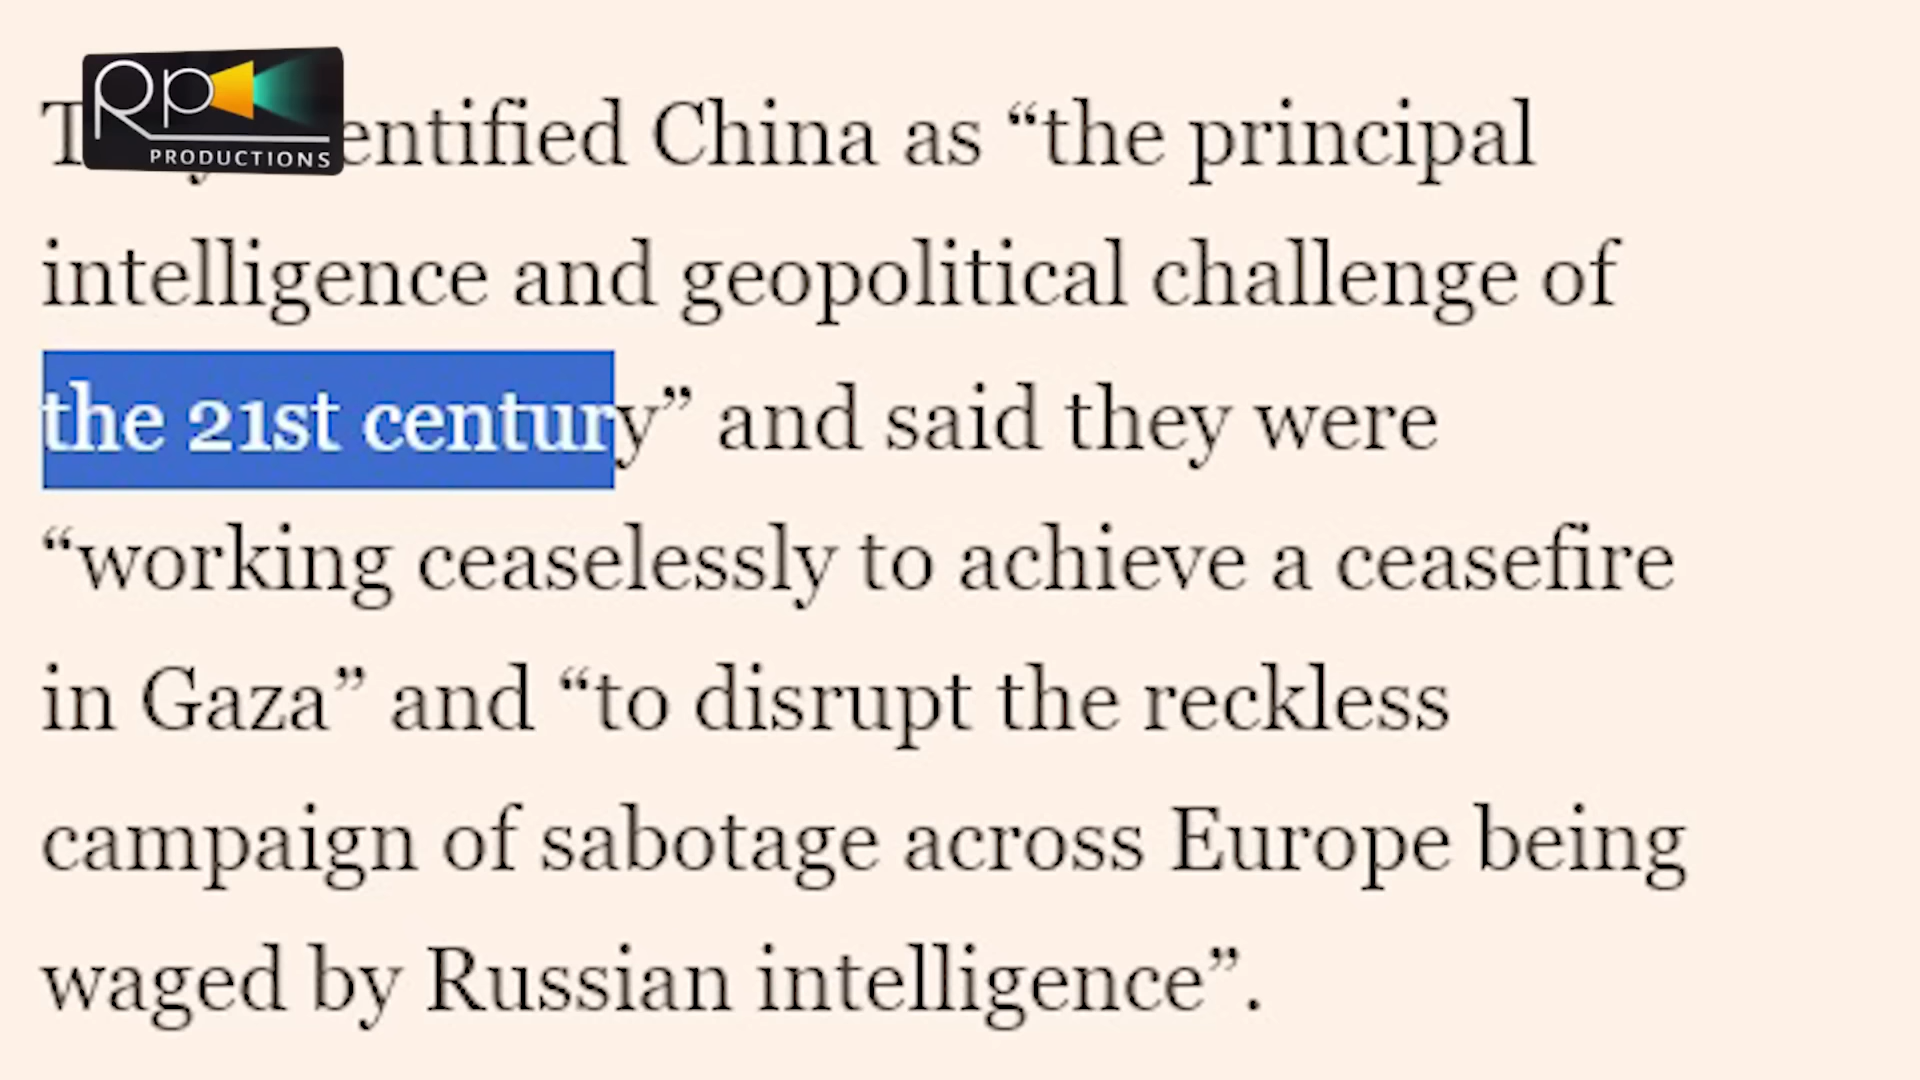 Rp
PRODUCTIONS
entified China as “the principal
intelligence and geopolitical challenge of
the 21st century” and said they were
“working ceaselessly to achieve a ceasefire
in Gaza” and “to disrupt the reckless
campaign of sabotage across Europe being
waged by Russian intelligence”.